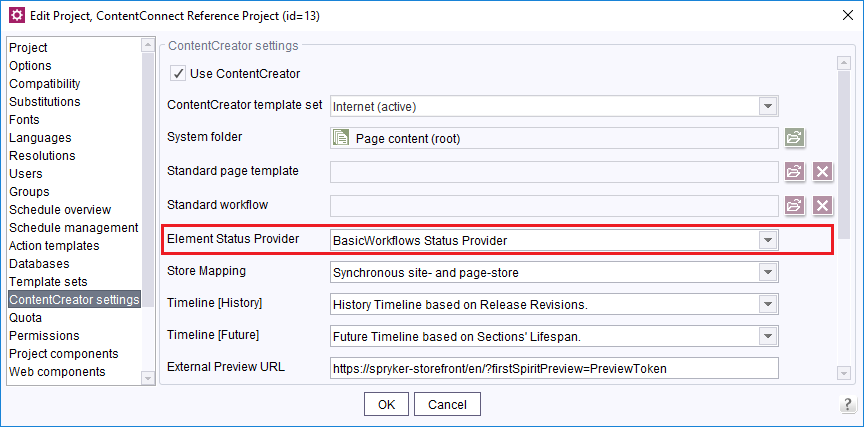 Edit Project, ContentConnect Reference Project (id=13)
Project
Options
Compatibility
Substitutions
Fonts
Languages
Resolutions
Users
Groups
Schedule overview
Schedule management
Action templates
Databases
Template sets
ContentCreator settings
Quota
Permissions
Project components
Web components
ContentCreator settings
Use ContentCreator
ContentCreator template set Internet (active)
System folder Page content (root)
Standard page template
Standard workflow
Element Status Provider BasicWorkflows Status Provider
Store Mapping Synchronous site- and page-store
Timeline [History] History Timeline based on Release Revisions.
Timeline [Future] Future Timeline based on Sections' Lifespan.
External Preview URL https://spryker-storefront/en/?firstSpiritPreview=PreviewToken
OK Cancel ?